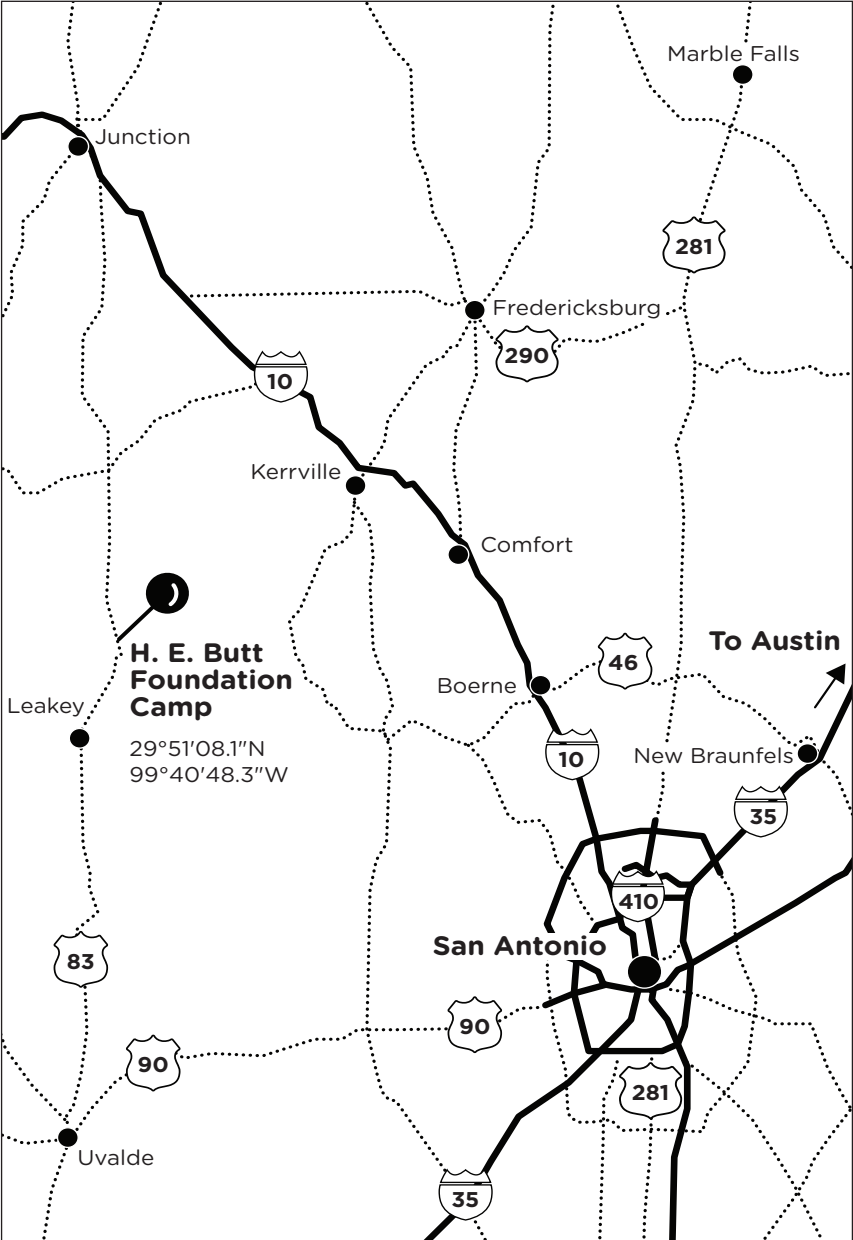 Marble Falls
Junction
281
Fredericksburg
290
10
Kerrville
Comfort
H. E. Butt
Foundation
Camp
29°51'08.1"N
99°40'48.3"W
To Austin
46
Boerne
Leakey
10
New Braunfels
35
410
San Antonio
83
90
90
281
Uvalde
35